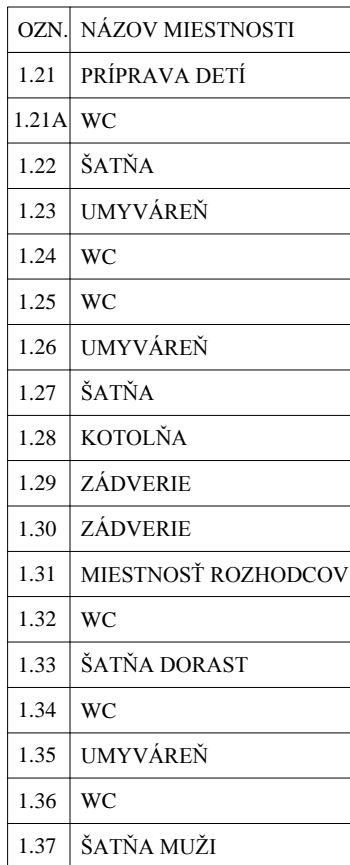 OZN. NÁZOV MIESTNOSTI
1.21 PRÍPRAVA DETÍ
1.21A WC
1.22 ŠATŇA
1.23 UMYVÁREŇ
1.24 WC
1.25 WC
1.26 UMYVÁREŇ
1.27 ŠATŇA
1.28 KOTOLŇA
1.29 ZÁDVERIE
1.30 ZÁDVERIE
1.31 MIESTNOSŤ ROZHODCOV
1.32 WC
1.33 ŠATŇA DORAST
1.34 WC
1.35 UMYVÁREŇ
1.36 WC
1.37 ŠATŇA MUŽI